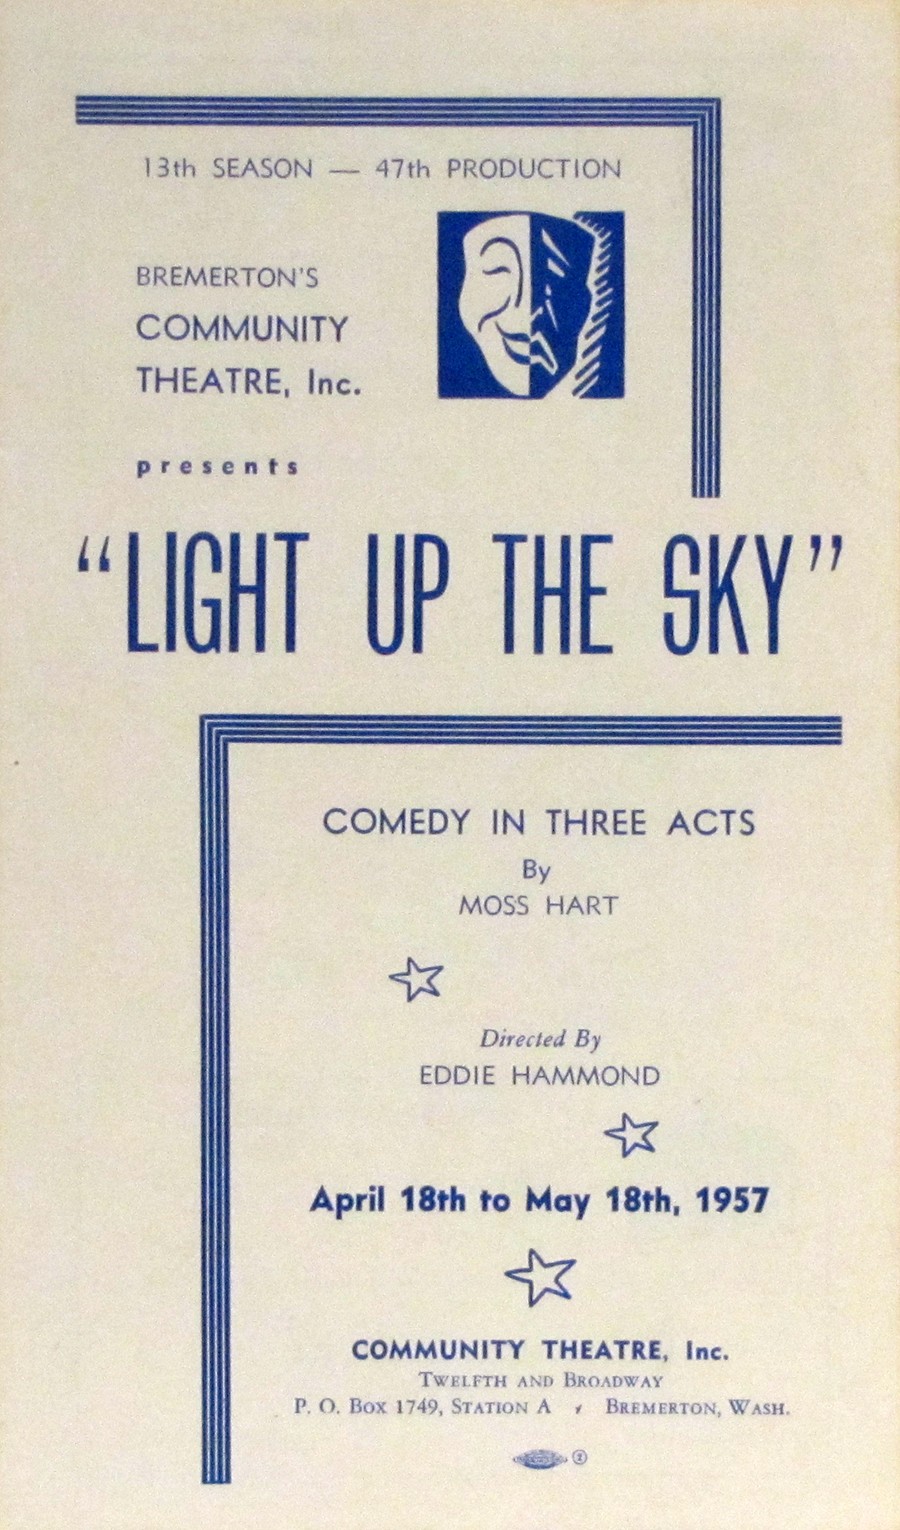 13th SEASON — 47th PRODUCTION
BREMERTON'S
COMMUNITY
THEATRE, Inc.
presents
“LIGHT UP THE SKY”
COMEDY IN THREE ACTS
By
MOSS HART
Directed By
EDDIE HAMMOND
April 18th to May 18th, 1957
COMMUNITY THEATRE, Inc.
TWELFTH AND BROADWAY
P. O. BOX 1749, STATION A , BREMERTON, WASH.
2